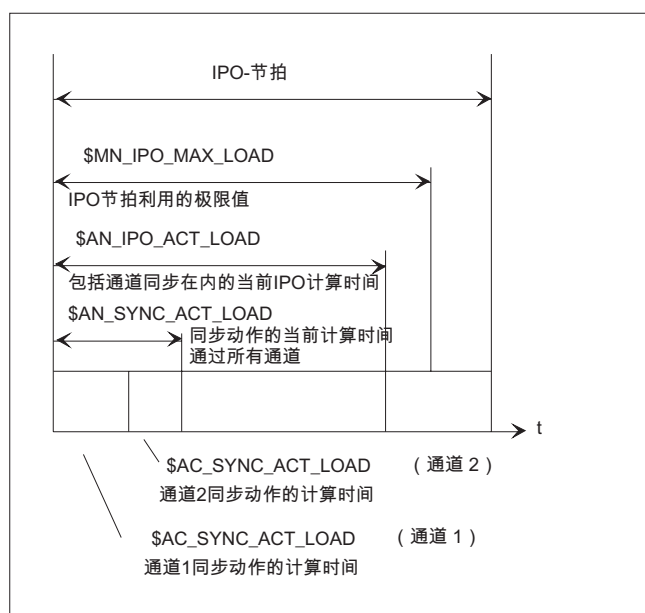 IPO-节拍
$MN_IPO_MAX_LOAD
IPO节拍利用的极限值
$AN_IPO_ACT_LOAD
包括通道同步在内的当前IPO计算时间
$AN_SYNC_ACT_LOAD
同步动作的当前计算时间
通过所有通道
t
$AC_SYNC_ACT_LOAD （通道 2）
通道2同步动作的计算时间
$AC_SYNC_ACT_LOAD （通道 1）
通道1同步动作的计算时间